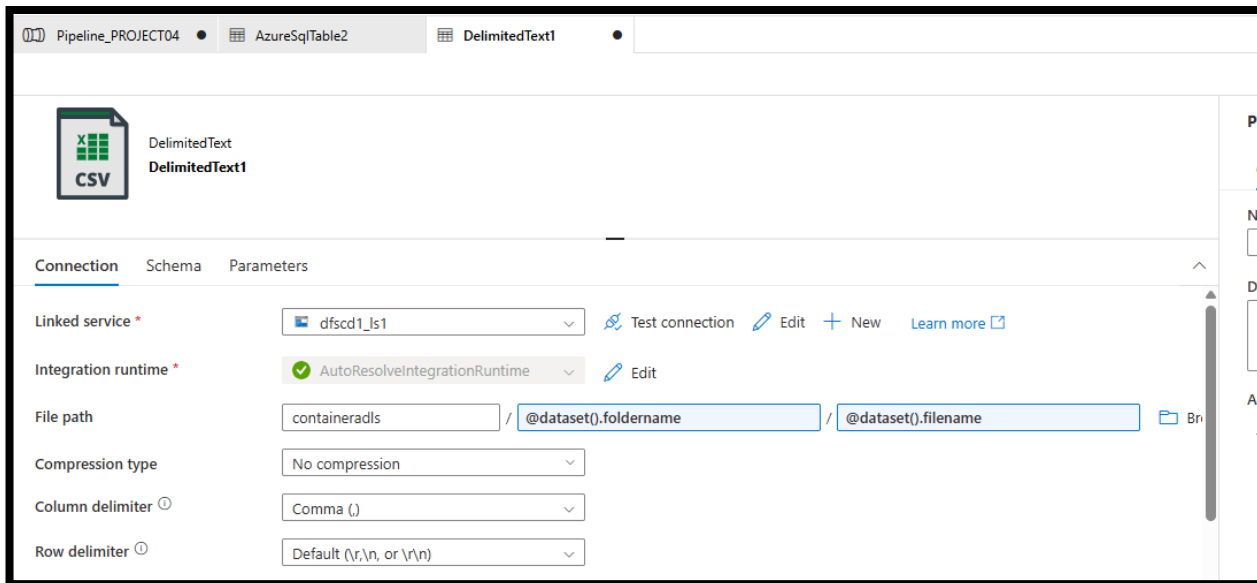 Pipeline_PROJECT04 AzureSqlTable2 DelimitedText1
X
CSV
DelimitedText
DelimitedText1
P
N
D
A
Connection Schema Parameters
Linked service * dfscd1_ls1 Test connection Edit New Learn more
Integration runtime * AutoResolveIntegrationRuntime Edit
File path containeradls / @dataset().foldername / @dataset().filename Br
Compression type No compression
Column delimiter Comma (,)
Row delimiter Default (\r,\n, or \r\n)